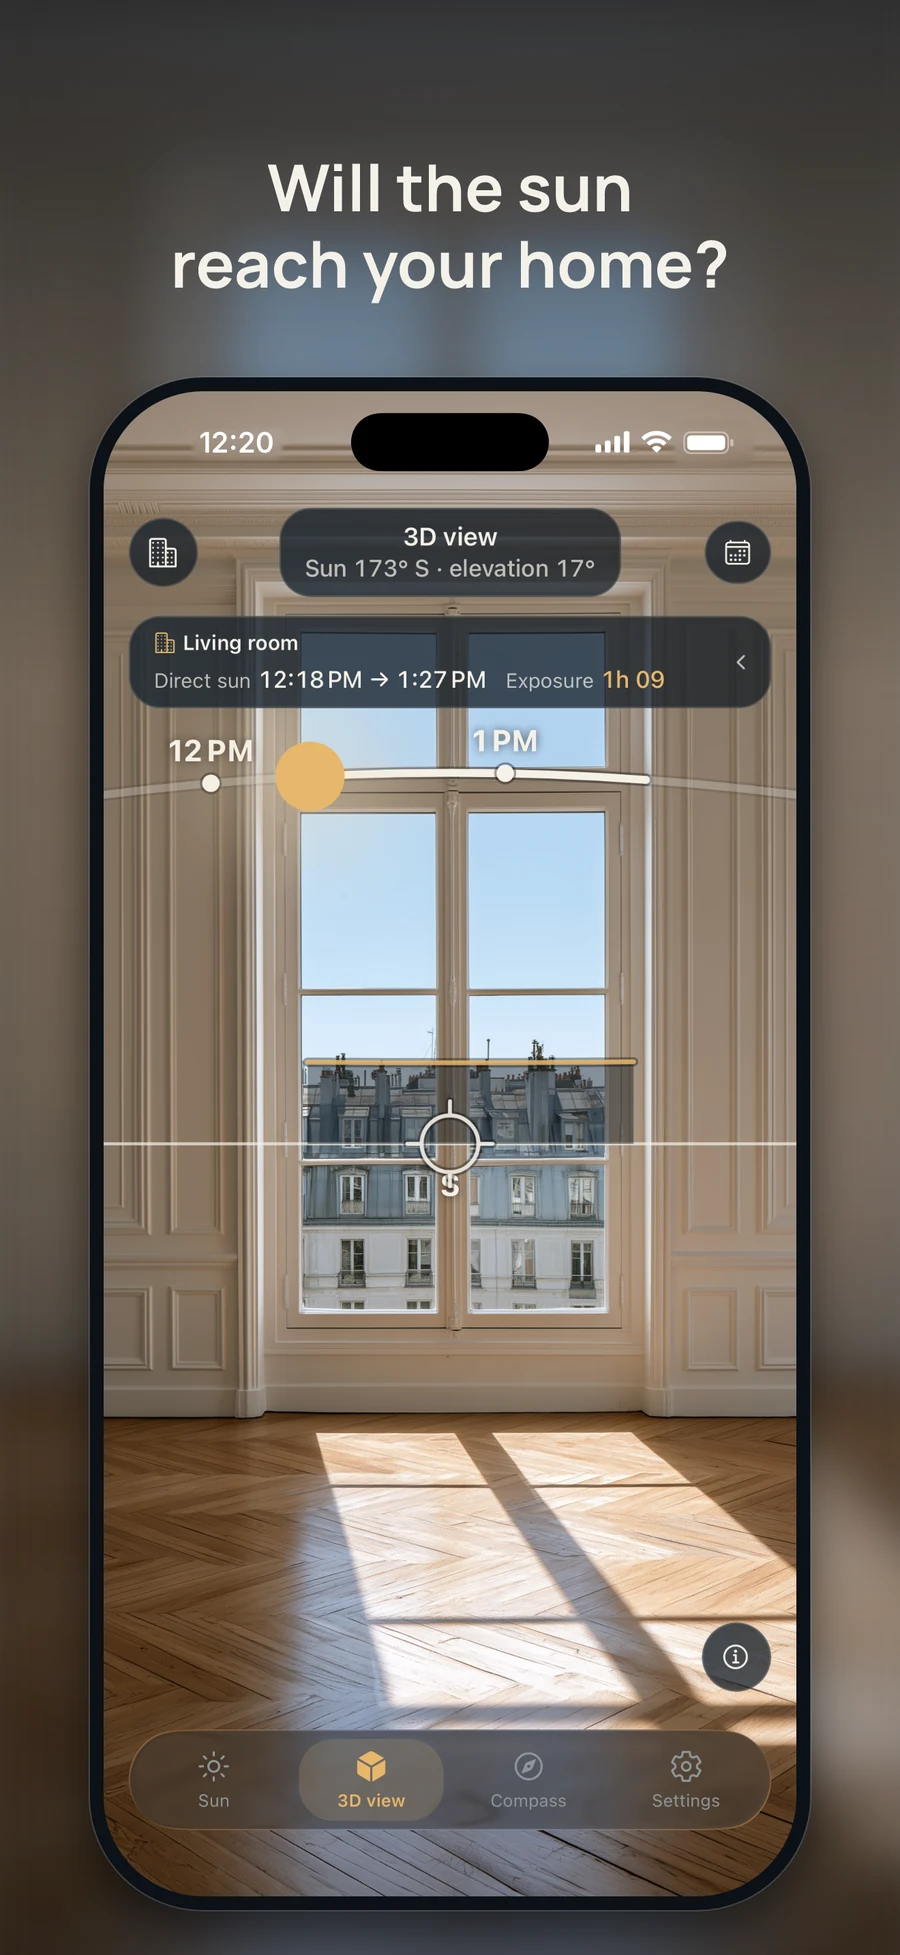 Will the sun
reach your home?
12:20
3D view
Sun 173° S · elevation 17°
Living room
Direct sun 12:18 PM → 1:27 PM Exposure 1h 09
12 PM
1 PM
S
Sun
3D view
Compass
Settings